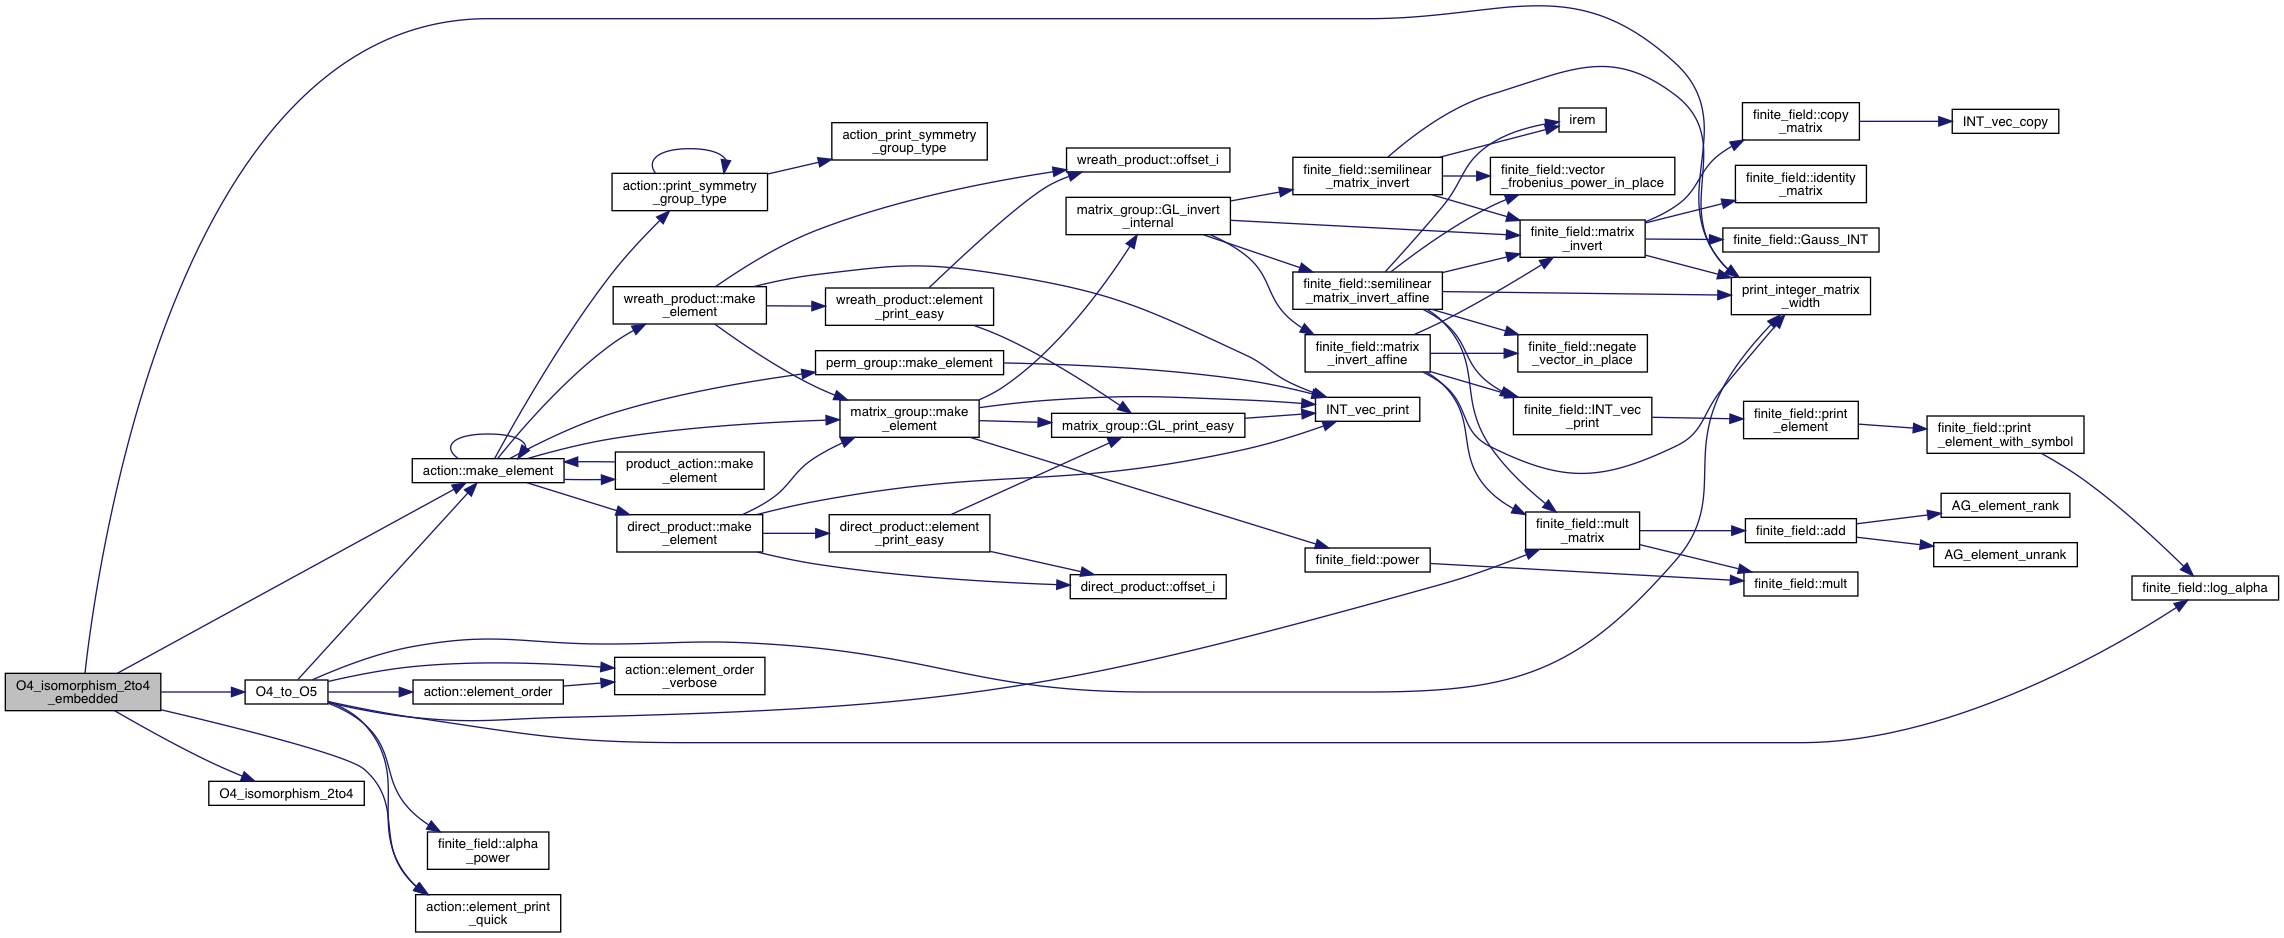 O4_isomorphism_2to4
_embedded
O4_to_O5
O4_isomorphism_2to4
action::make_element
action::element_order
finite_field::alpha
_power
action::element_print
_quick
action::print_symmetry
_group_type
wreath_product::make
_element
product_action::make
_element
direct_product::make
_element
action::element_order
_verbose
action_print_symmetry
_group_type
wreath_product::element
_print_easy
perm_group::make_element
matrix_group::make
_element
direct_product::element
_print_easy
wreath_product::offset_i
matrix_group::GL_invert
_internal
matrix_group::GL_print_easy
direct_product::offset_i
finite_field::semilinear
_matrix_invert
finite_field::semilinear
_matrix_invert_affine
finite_field::matrix
_invert_affine
INT_vec_print
finite_field::power
irem
finite_field::vector
_frobenius_power_in_place
finite_field::matrix
_invert
finite_field::negate
_vector_in_place
finite_field::INT_vec
_print
finite_field::mult
_matrix
finite_field::copy
_matrix
finite_field::identity
_matrix
finite_field::Gauss_INT
print_integer_matrix
_width
finite_field::print
_element
finite_field::add
finite_field::mult
INT_vec_copy
finite_field::print
_element_with_symbol
AG_element_rank
AG_element_unrank
finite_field::log_alpha